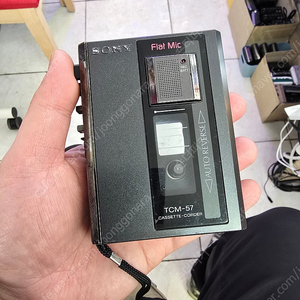 SONY
Flat Mic
AUTO REVERSE
TCM-57
CASSETTE-CORDER